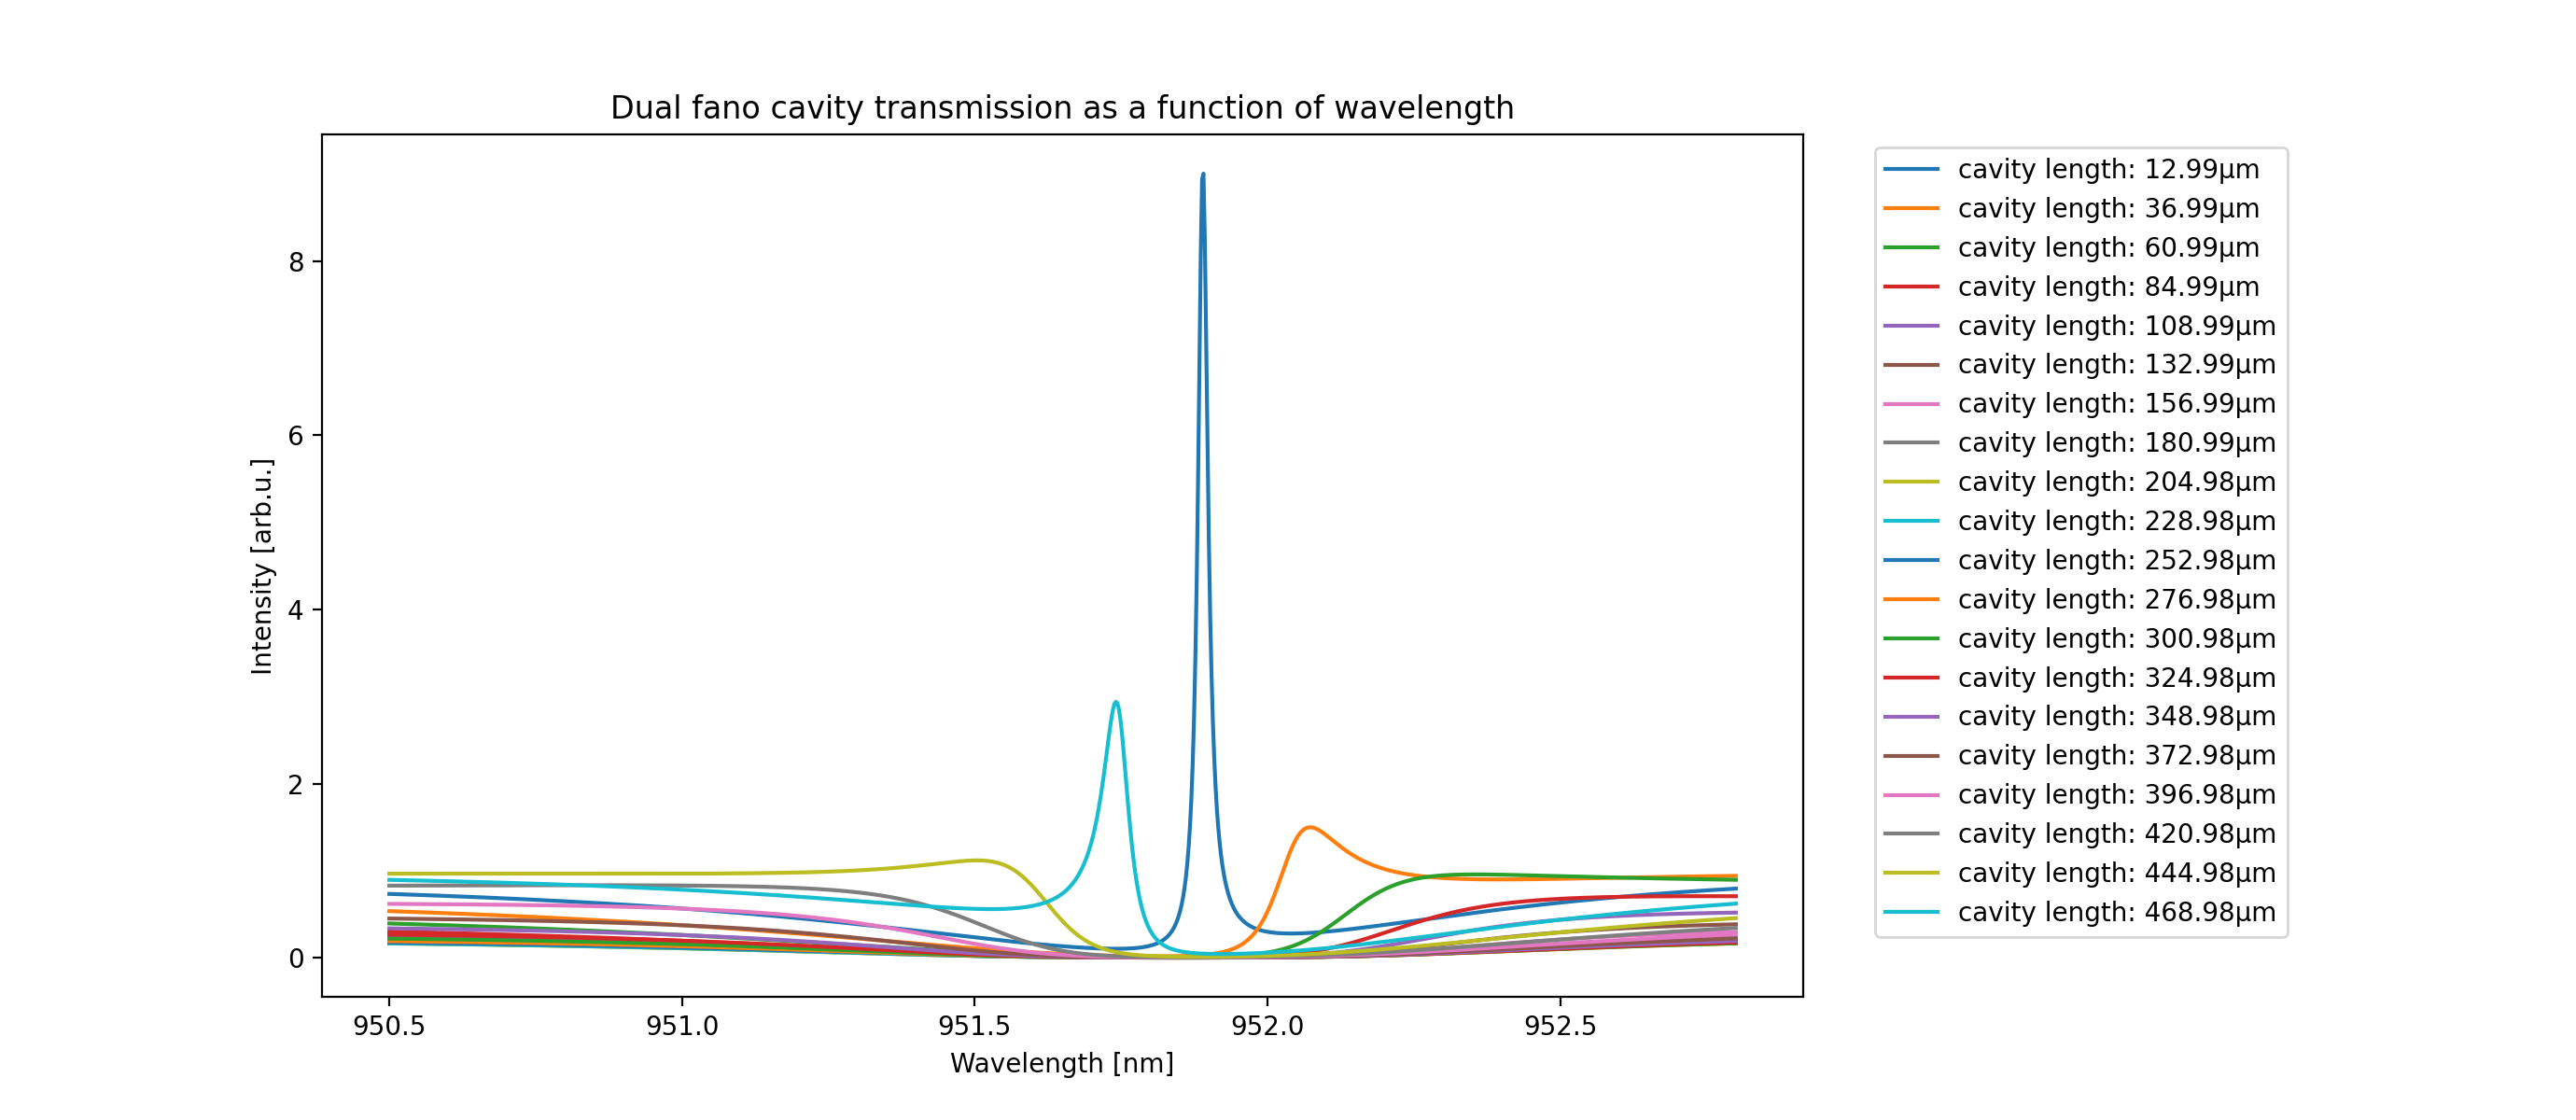 Dual fano cavity transmission as a function of wavelength
Intensity [arb.u.]
8
6
4
2
0
950.5
951.0
951.5
952.0
952.5
Wavelength [nm]
cavity length: 12.99μm
cavity length: 36.99μm
cavity length: 60.99μm
cavity length: 84.99μm
cavity length: 108.99μm
cavity length: 132.99μm
cavity length: 156.99μm
cavity length: 180.99μm
cavity length: 204.98μm
cavity length: 228.98μm
cavity length: 252.98μm
cavity length: 276.98μm
cavity length: 300.98μm
cavity length: 324.98μm
cavity length: 348.98μm
cavity length: 372.98μm
cavity length: 396.98μm
cavity length: 420.98μm
cavity length: 444.98μm
cavity length: 468.98μm